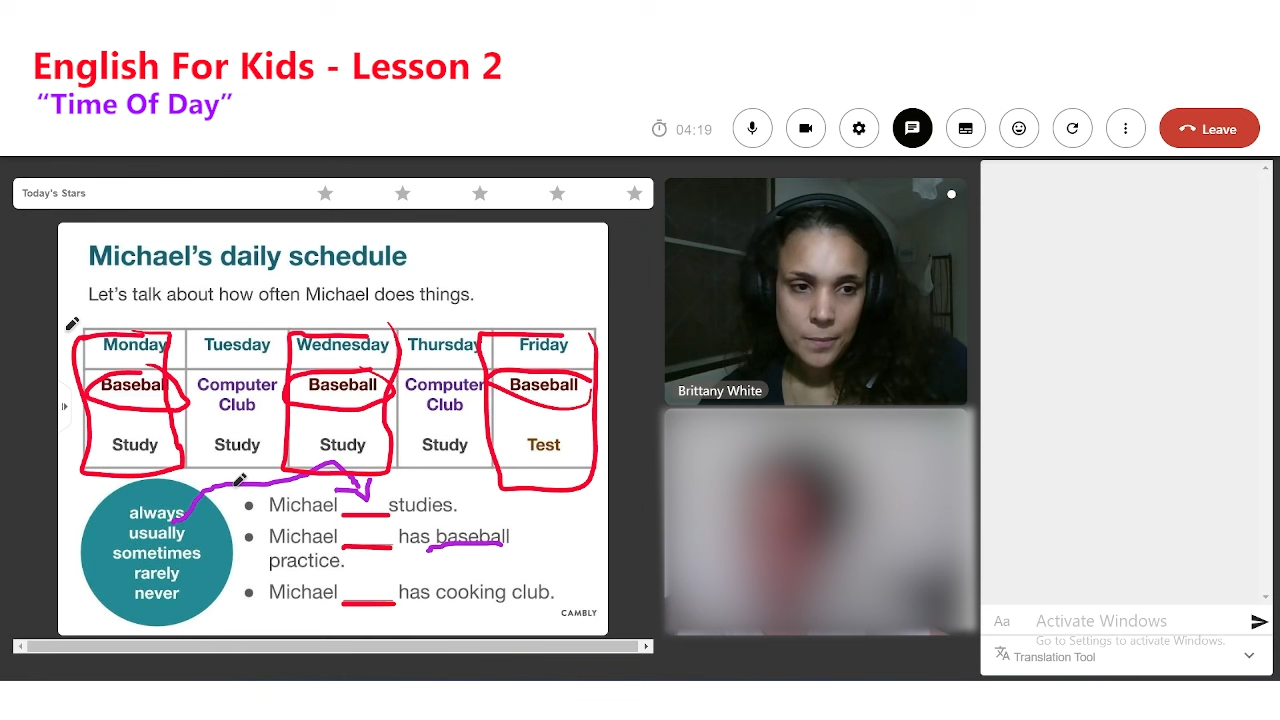 English For Kids - Lesson 2
“Time Of Day”
04:19
Leave
Today's Stars
Michael's daily schedule
Let's talk about how often Michael does things.
Monday Tuesday Wednesday Thursday Friday
Baseball Computer Club Baseball Computer Club Baseball
Study Study Study Study Test
always
usually
sometimes
rarely
never
Michael ____ studies.
Michael ____ has baseball
practice.
Michael ____ has cooking club.
CAMBLY
Brittany White
Aa
Activate Windows
Go to Settings to activate Windows.
Translation Tool